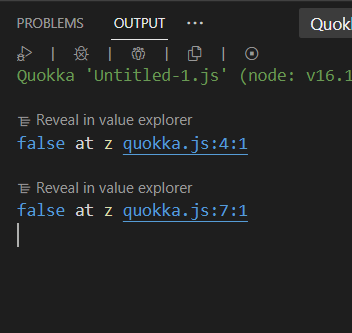 PROBLEMS OUTPUT ··· Quokk
Quokka 'Untitled-1.js' (node: v16.1
Reveal in value explorer
false at z quokka.js:4:1
Reveal in value explorer
false at z quokka.js:7:1